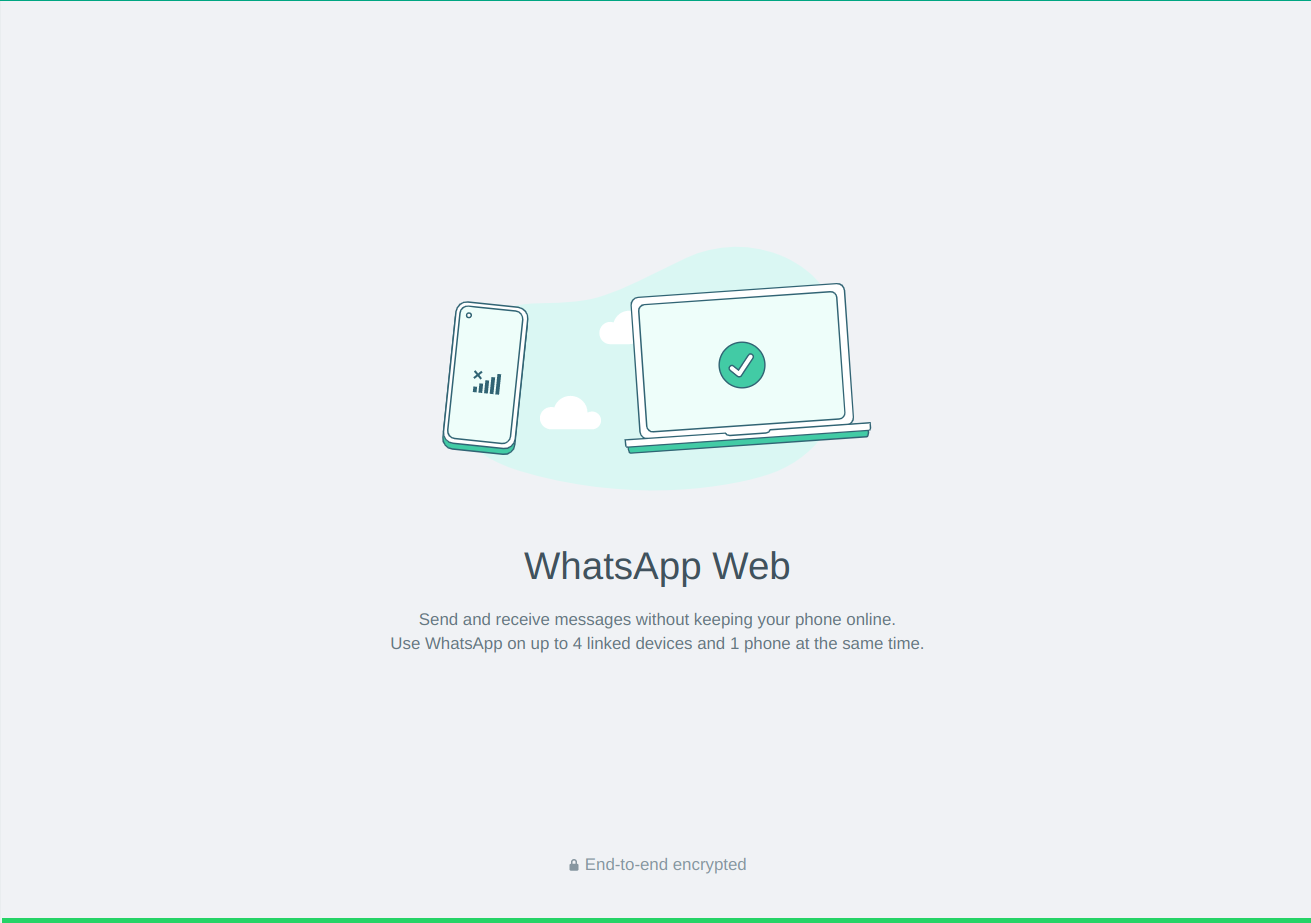 WhatsApp Web
Send and receive messages without keeping your phone online.
Use WhatsApp on up to 4 linked devices and 1 phone at the same time.
End-to-end encrypted